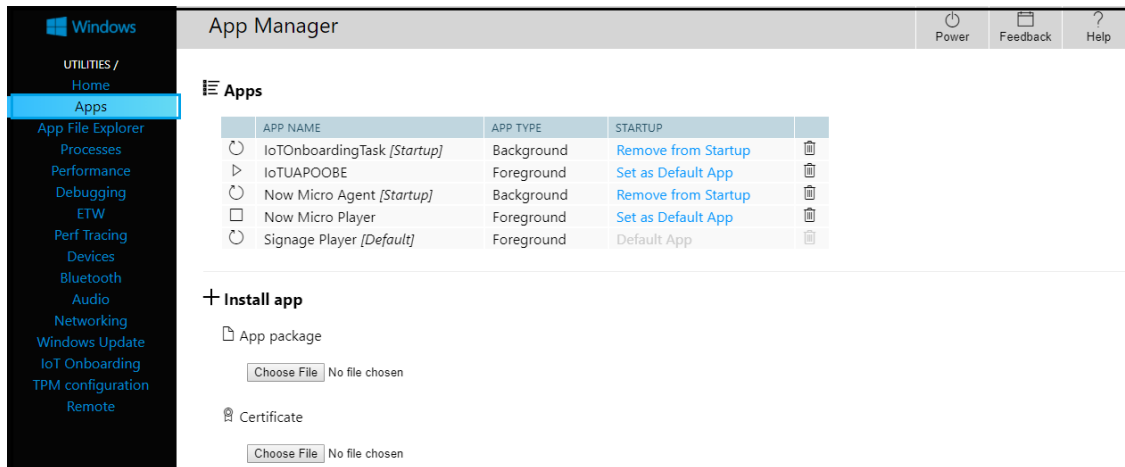 Windows
App Manager
Power
Feedback
Help
UTILITIES /
Home
Apps
App File Explorer
Processes
Performance
Debugging
ETW
Perf Tracing
Devices
Bluetooth
Audio
Networking
Windows Update
IoT Onboarding
TPM configuration
Remote
Apps
APP NAME APP TYPE STARTUP
IoTOnboardingTask [Startup] Background Remove from Startup
IoTUAPOOBE Foreground Set as Default App
Now Micro Agent [Startup] Background Remove from Startup
Now Micro Player Foreground Set as Default App
Signage Player [Default] Foreground Default App
Install app
App package
Choose File No file chosen
Certificate
Choose File No file chosen